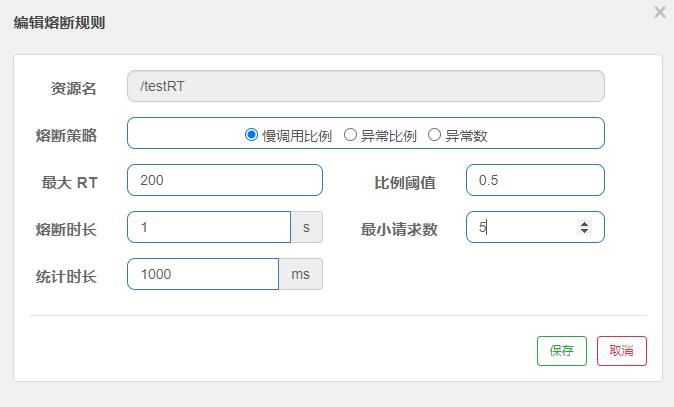 编辑熔断规则
×
资源名 /testRT
熔断策略 慢调用比例 异常比例 异常数
最大 RT 200 比例阈值 0.5
熔断时长 1 s 最小请求数 5
统计时长 1000 ms
保存 取消